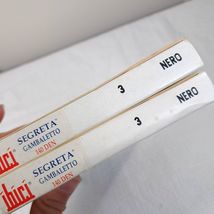 SEGRETA
GAMBALETTO
140 DEN
3
NERO
SEGRETA
GAMBALETTO
140 DEN
3
NERO